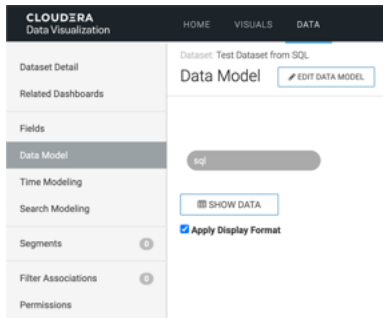 CLOUDERA
Data Visualization
HOME VISUALS DATA
Dataset Detail
Related Dashboards
Fields
Data Model
Time Modeling
Search Modeling
Segments 0
Filter Associations 0
Permissions
Dataset: Test Dataset from SQL
Data Model EDIT DATA MODEL
sql
SHOW DATA
Apply Display Format